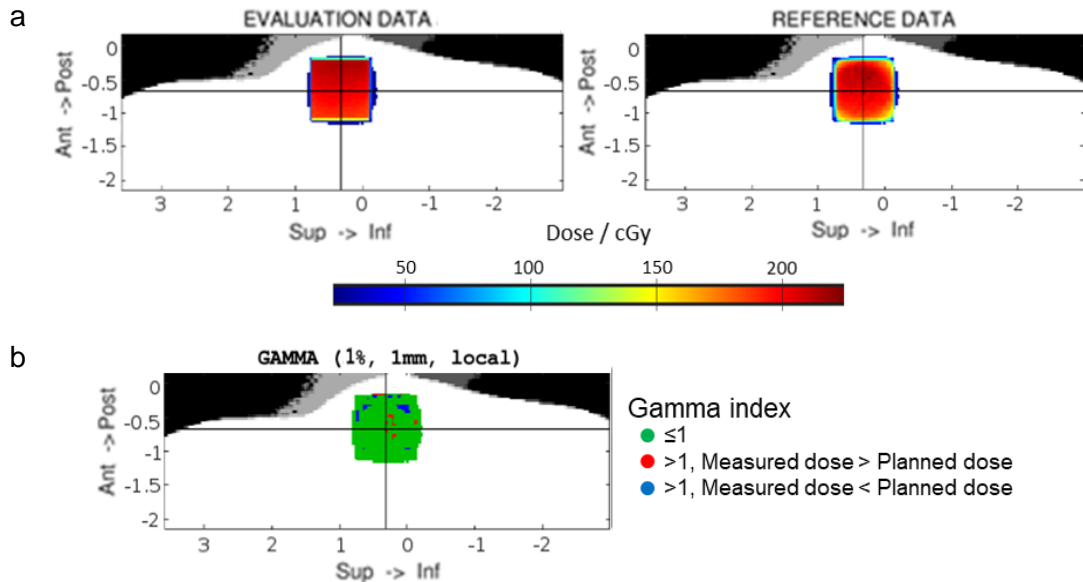 a
EVALUATION DATA
REFERENCE DATA
Ant -> Post
0
-0.5
-1
-1.5
-2
3 2 1 0 -1 -2
Sup -> Inf
Ant -> Post
0
-0.5
-1
-1.5
-2
3 2 1 0 -1 -2
Sup -> Inf
Dose / cGy
50 100 150 200
b
GAMMA (1%, 1mm, local)
Ant -> Post
0
-0.5
-1
-1.5
-2
3 2 1 0 -1 -2
Sup -> Inf
Gamma index
≤1
>1, Measured dose > Planned dose
>1, Measured dose < Planned dose